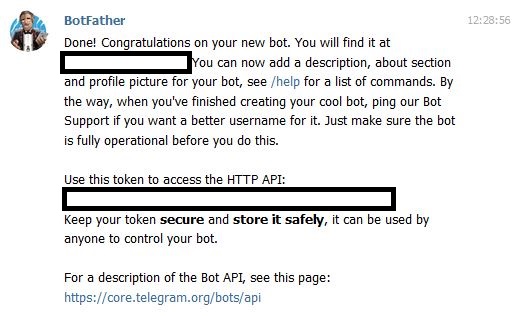 BotFather
12:28:56
Done! Congratulations on your new bot. You will find it at
You can now add a description, about section
and profile picture for your bot, see /help for a list of commands. By
the way, when you've finished creating your cool bot, ping our Bot
Support if you want a better username for it. Just make sure the bot
is fully operational before you do this.
Use this token to access the HTTP API:
Keep your token secure and store it safely, it can be used by
anyone to control your bot.
For a description of the Bot API, see this page:
https://core.telegram.org/bots/api